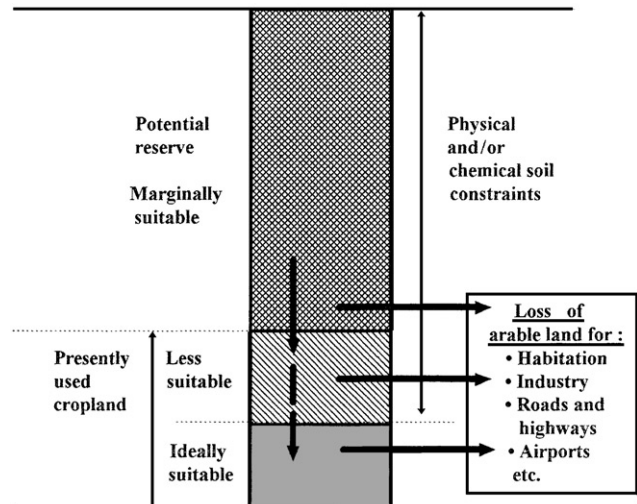 Potential
reserve
Marginally
suitable
Physical
and/or
chemical soil
constraints
Presently
used
cropland
Less
suitable
Ideally
suitable
Loss of
arable land for :
• Habitation
• Industry
• Roads and
highways
• Airports
etc.